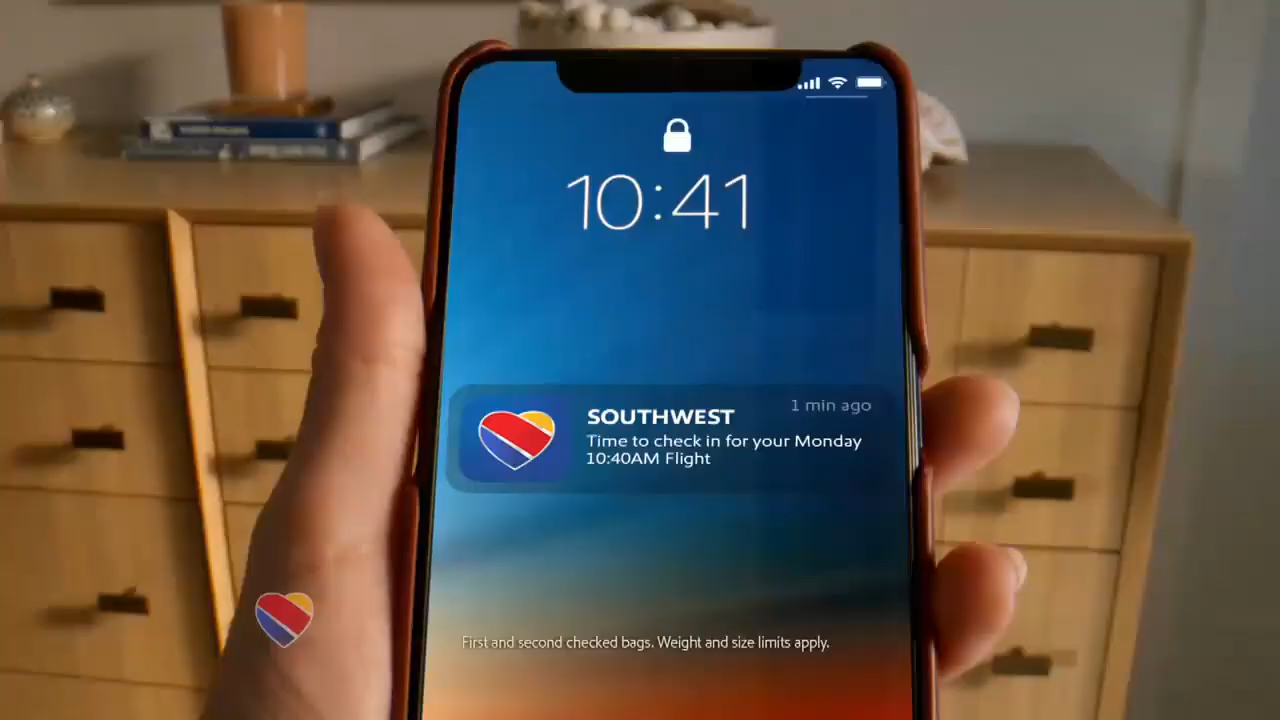 10:41
1 min ago
SOUTHWEST
Time to check in for your Monday
10:40AM Flight
First and second checked bags. Weight and size limits apply.